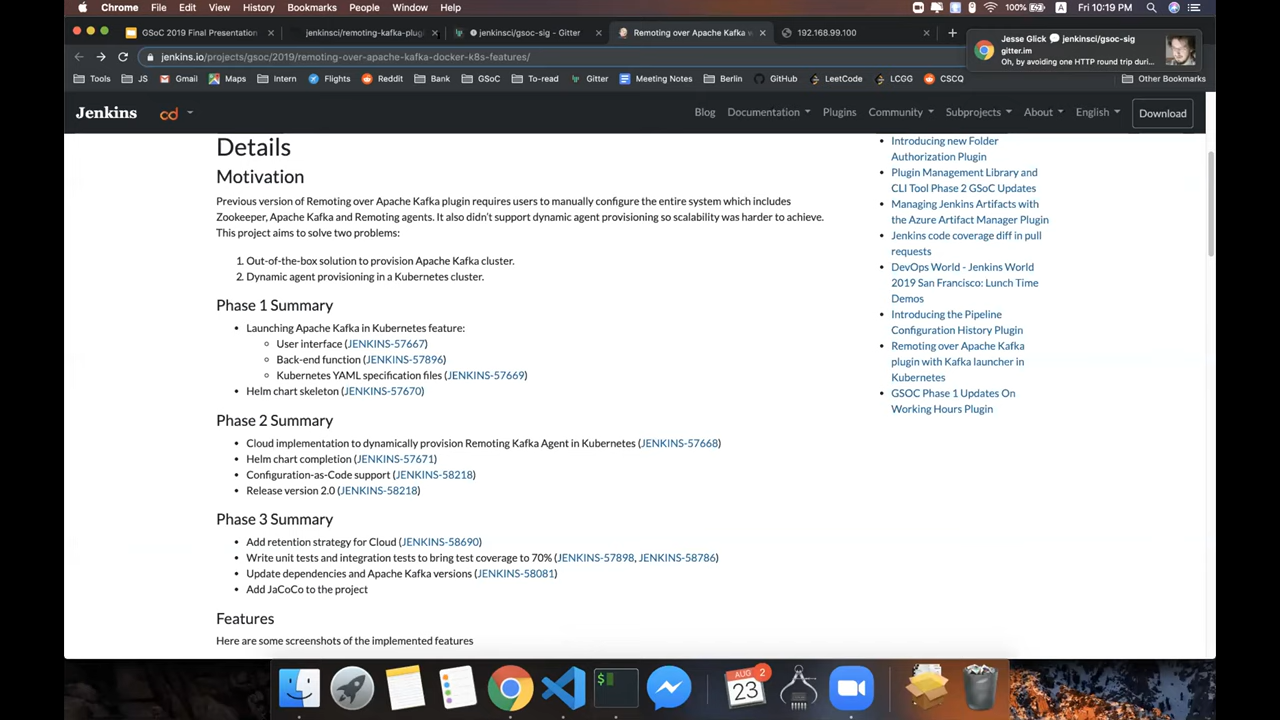 Chrome File Edit View History Bookmarks People Window Help 100% Fri 10:19 PM
GSoC 2019 Final Presentation jenkinsci/remoting-kafka-plugi jenkinsci/gsoc-sig - Gitter Remoting over Apache Kafka w 192.168.99.100
jenkins.io/projects/gsoc/2019/remoting-over-apache-kafka-docker-k8s-features/
Jesse Glick jenkinsci/gsoc-sig
gitter.im
Oh, by avoiding one HTTP round trip duri...
Tools JS Gmail Maps Intern Flights Reddit Bank GSoC To-read Gitter Meeting Notes Berlin GitHub LeetCode LCGG CSCQ Other Bookmarks
Jenkins cd Blog Documentation Plugins Community Subprojects About English Download
Details
Motivation
Previous version of Remoting over Apache Kafka plugin requires users to manually configure the entire system which includes
Zookeeper, Apache Kafka and Remoting agents. It also didn't support dynamic agent provisioning so scalability was harder to achieve.
This project aims to solve two problems:
1. Out-of-the-box solution to provision Apache Kafka cluster.
2. Dynamic agent provisioning in a Kubernetes cluster.
Phase 1 Summary
• Launching Apache Kafka in Kubernetes feature:
○ User interface (JENKINS-57667)
○ Back-end function (JENKINS-57896)
○ Kubernetes YAML specification files (JENKINS-57669)
• Helm chart skeleton (JENKINS-57670)
Phase 2 Summary
• Cloud implementation to dynamically provision Remoting Kafka Agent in Kubernetes (JENKINS-57668)
• Helm chart completion (JENKINS-57671)
• Configuration-as-Code support (JENKINS-58218)
• Release version 2.0 (JENKINS-58218)
Phase 3 Summary
• Add retention strategy for Cloud (JENKINS-58690)
• Write unit tests and integration tests to bring test coverage to 70% (JENKINS-57898, JENKINS-58786)
• Update dependencies and Apache Kafka versions (JENKINS-58081)
• Add JaCoCo to the project
Features
Here are some screenshots of the implemented features
• Introducing new Folder
Authorization Plugin
• Plugin Management Library and
CLI Tool Phase 2 GSoC Updates
• Managing Jenkins Artifacts with
the Azure Artifact Manager Plugin
• Jenkins code coverage diff in pull
requests
• DevOps World - Jenkins World
2019 San Francisco: Lunch Time
Demos
• Introducing the Pipeline
Configuration History Plugin
• Remoting over Apache Kafka
plugin with Kafka launcher in
Kubernetes
• GSOC Phase 1 Updates On
Working Hours Plugin
$
AUG 2
23